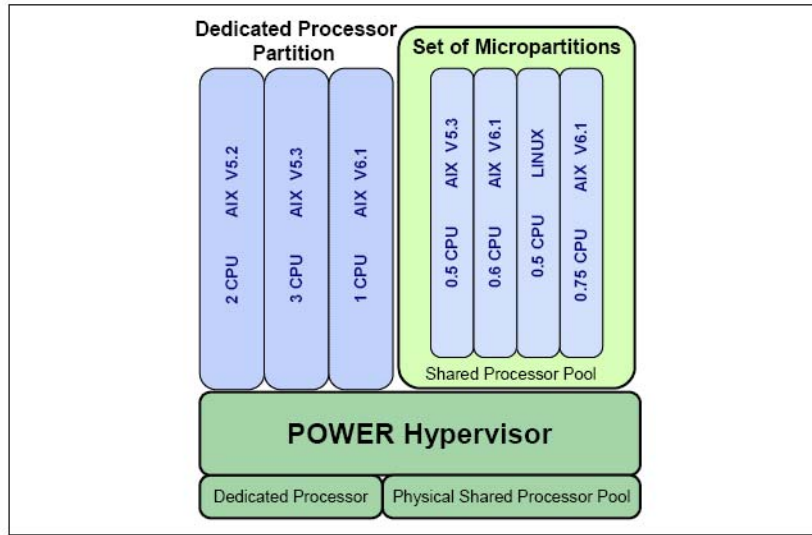 Dedicated Processor
Partition
2 CPU AIX V5.2
3 CPU AIX V5.3
1 CPU AIX V6.1
Set of Micropartitions
0.5 CPU AIX V5.3
0.6 CPU AIX V6.1
0.5 CPU LINUX
0.75 CPU AIX V6.1
Shared Processor Pool
POWER Hypervisor
Dedicated Processor
Physical Shared Processor Pool